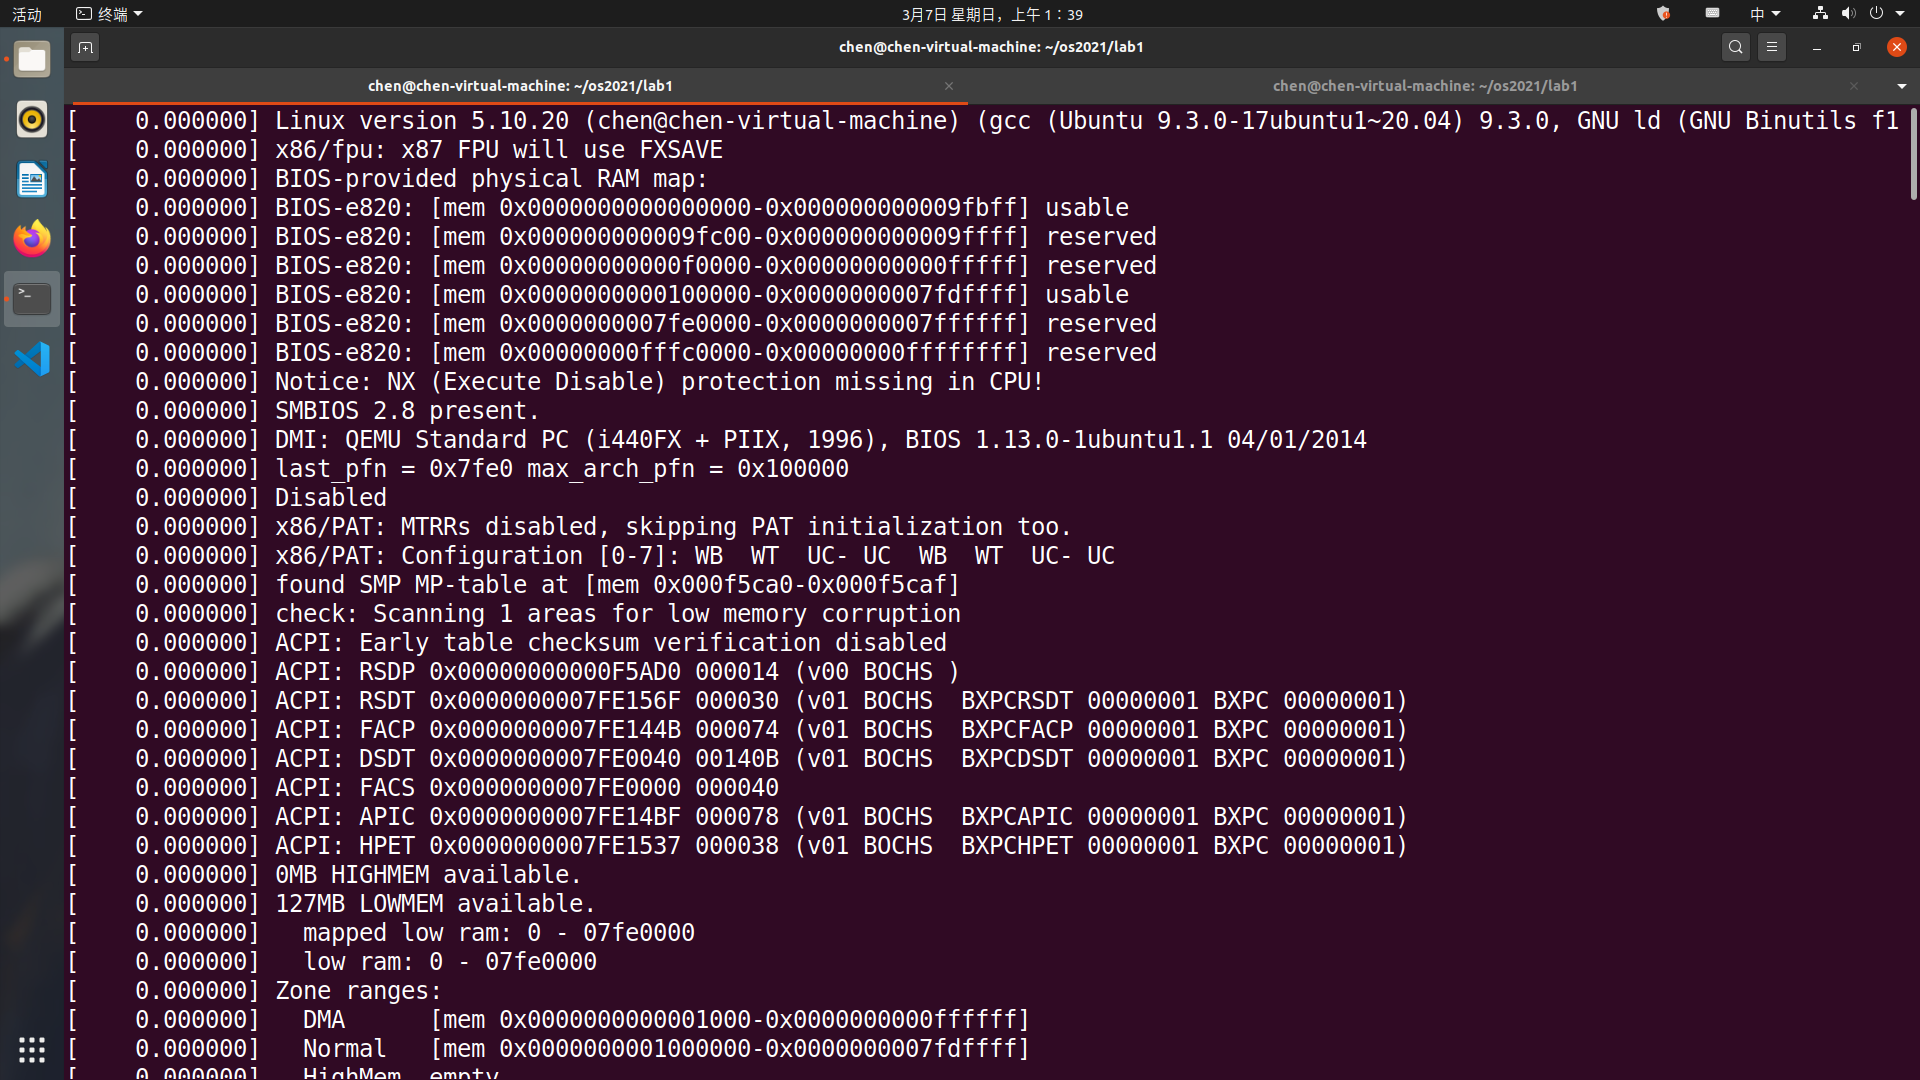 活动 终端 3月7日 星期日，上午 1：39 中
chen@chen-virtual-machine: ~/os2021/lab1
chen@chen-virtual-machine: ~/os2021/lab1 chen@chen-virtual-machine: ~/os2021/lab1
[    0.000000] Linux version 5.10.20 (chen@chen-virtual-machine) (gcc (Ubuntu 9.3.0-17ubuntu1~20.04) 9.3.0, GNU ld (GNU Binutils f1
[    0.000000] x86/fpu: x87 FPU will use FXSAVE
[    0.000000] BIOS-provided physical RAM map:
[    0.000000] BIOS-e820: [mem 0x0000000000000000-0x000000000009fbff] usable
[    0.000000] BIOS-e820: [mem 0x000000000009fc00-0x000000000009ffff] reserved
[    0.000000] BIOS-e820: [mem 0x00000000000f0000-0x00000000000fffff] reserved
[    0.000000] BIOS-e820: [mem 0x0000000000100000-0x0000000007fdffff] usable
[    0.000000] BIOS-e820: [mem 0x0000000007fe0000-0x0000000007ffffff] reserved
[    0.000000] BIOS-e820: [mem 0x00000000fffc0000-0x00000000ffffffff] reserved
[    0.000000] Notice: NX (Execute Disable) protection missing in CPU!
[    0.000000] SMBIOS 2.8 present.
[    0.000000] DMI: QEMU Standard PC (i440FX + PIIX, 1996), BIOS 1.13.0-1ubuntu1.1 04/01/2014
[    0.000000] last_pfn = 0x7fe0 max_arch_pfn = 0x100000
[    0.000000] Disabled
[    0.000000] x86/PAT: MTRRs disabled, skipping PAT initialization too.
[    0.000000] x86/PAT: Configuration [0-7]: WB  WT  UC- UC  WB  WT  UC- UC
[    0.000000] found SMP MP-table at [mem 0x000f5ca0-0x000f5caf]
[    0.000000] check: Scanning 1 areas for low memory corruption
[    0.000000] ACPI: Early table checksum verification disabled
[    0.000000] ACPI: RSDP 0x00000000000F5AD0 000014 (v00 BOCHS )
[    0.000000] ACPI: RSDT 0x0000000007FE156F 000030 (v01 BOCHS  BXPCRSDT 00000001 BXPC 00000001)
[    0.000000] ACPI: FACP 0x0000000007FE144B 000074 (v01 BOCHS  BXPCFACP 00000001 BXPC 00000001)
[    0.000000] ACPI: DSDT 0x0000000007FE0040 00140B (v01 BOCHS  BXPCDSDT 00000001 BXPC 00000001)
[    0.000000] ACPI: FACS 0x0000000007FE0000 000040
[    0.000000] ACPI: APIC 0x0000000007FE14BF 000078 (v01 BOCHS  BXPCAPIC 00000001 BXPC 00000001)
[    0.000000] ACPI: HPET 0x0000000007FE1537 000038 (v01 BOCHS  BXPCHPET 00000001 BXPC 00000001)
[    0.000000] 0MB HIGHMEM available.
[    0.000000] 127MB LOWMEM available.
[    0.000000]   mapped low ram: 0 - 07fe0000
[    0.000000]   low ram: 0 - 07fe0000
[    0.000000] Zone ranges:
[    0.000000]   DMA      [mem 0x0000000000001000-0x0000000000ffffff]
[    0.000000]   Normal   [mem 0x0000000001000000-0x0000000007fdffff]
[    0.000000]   HighMem  empty